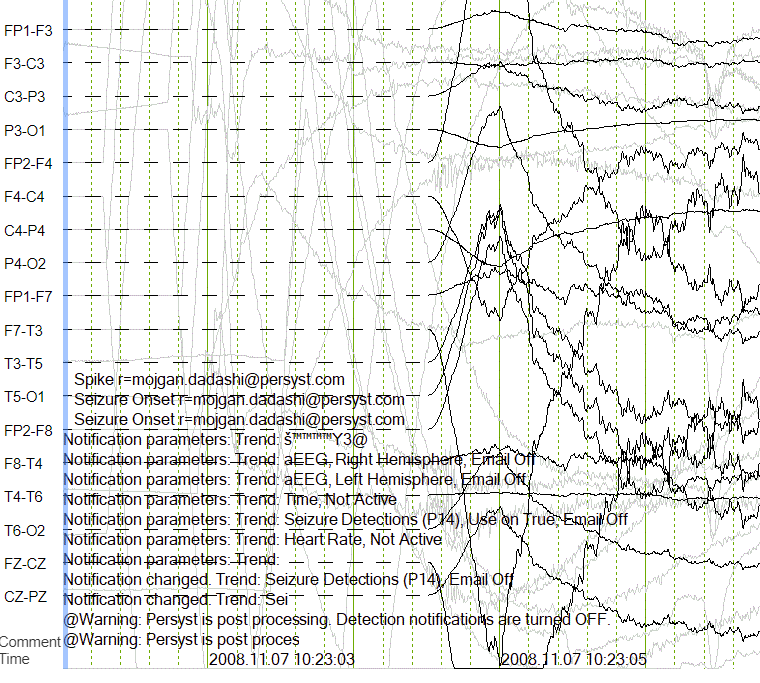 FP1-F3
F3-C3
C3-P3
P3-O1
FP2-F4
F4-C4
C4-P4
P4-O2
FP1-F7
F7-T3
T3-T5
Spike r=mojgan.dadashi@persyst.com
T5-O1
Seizure Onset r=mojgan.dadashi@persyst.com
Seizure Onset r=mojgan.dadashi@persyst.com
FP2-F8
Notification parameters: Trend: š™™™™Y3@
F8-T4
Notification parameters: Trend: aEEG, Right Hemisphere, Email Off
Notification parameters: Trend: aEEG, Left Hemisphere, Email Off
T4-T6
Notification parameters: Trend: Time, Not Active
Notification parameters: Trend: Seizure Detections (P14), Use on True, Email Off
T6-O2
Notification parameters: Trend: Heart Rate, Not Active
FZ-CZ
Notification parameters: Trend:
Notification changed. Trend: Seizure Detections (P14), Email Off
CZ-PZ
Notification changed. Trend: Sei
@Warning: Persyst is post processing. Detection notifications are turned OFF.
Comment
@Warning: Persyst is post proces
Time
2008.11.07 10:23:03
2008.11.07 10:23:05